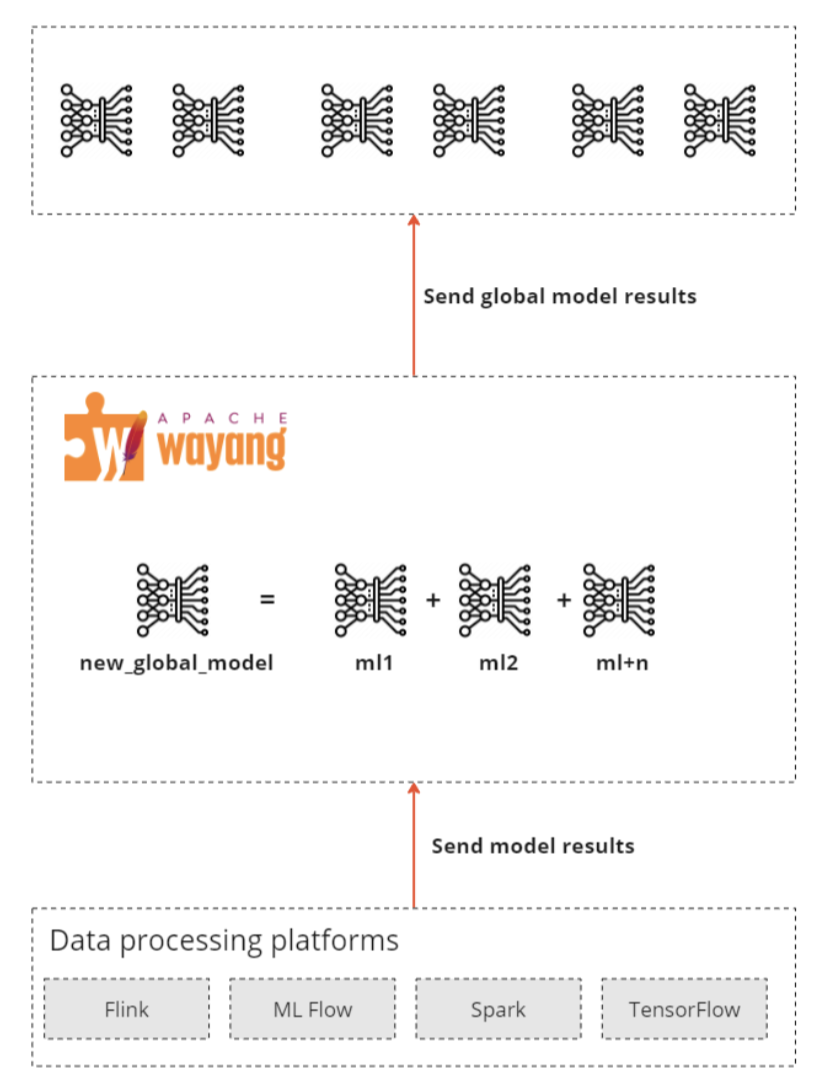 Send global model results
APACHE
W wayang
=
+
+
new_global_model
ml1
ml2
ml+n
Send model results
Data processing platforms
Flink
ML Flow
Spark
TensorFlow